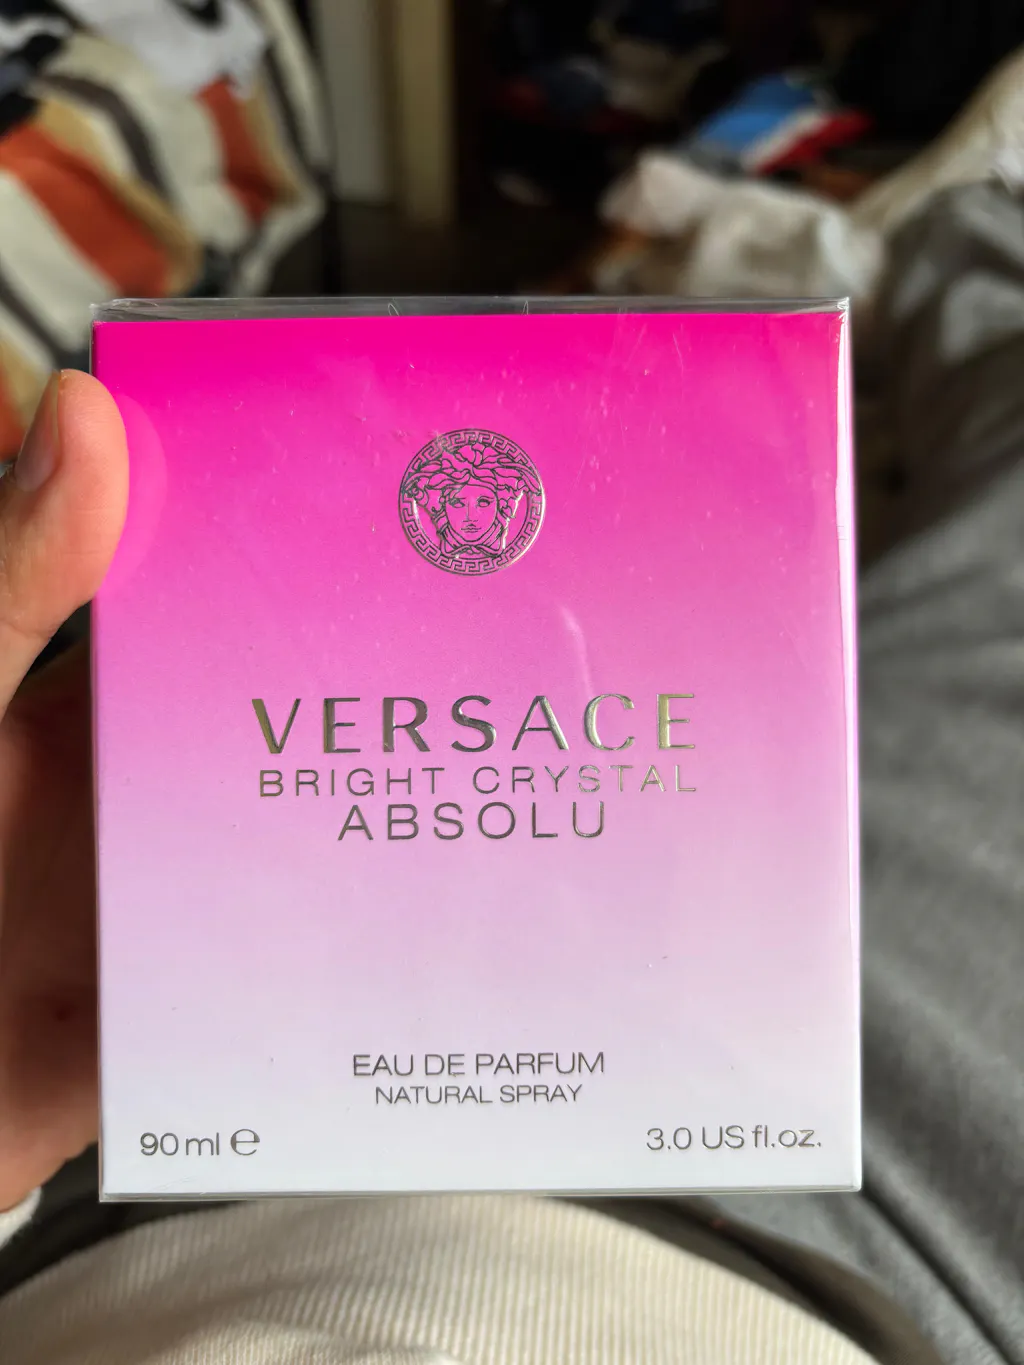 VERSACE
BRIGHT CRYSTAL
ABSOLU
EAU DE PARFUM
NATURAL SPRAY
90 ml ℮
3.0 US fl.oz.